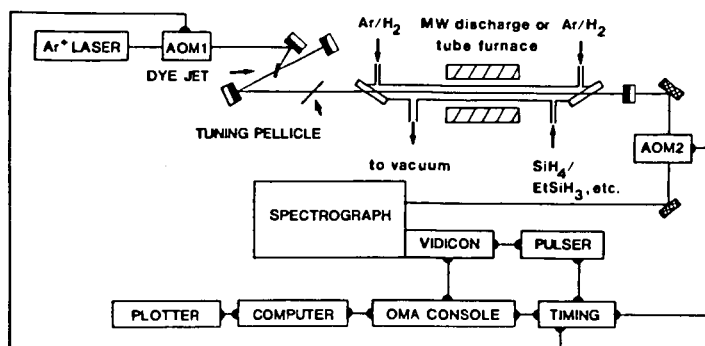 Ar/H2
MW discharge or
tube furnace
Ar/H2
Ar+ LASER
AOM1
DYE JET
TUNING PELLICLE
to vacuum
SiH4/
EtSiH3, etc.
AOM2
SPECTROGRAPH
VIDICON
PULSER
PLOTTER
COMPUTER
OMA CONSOLE
TIMING